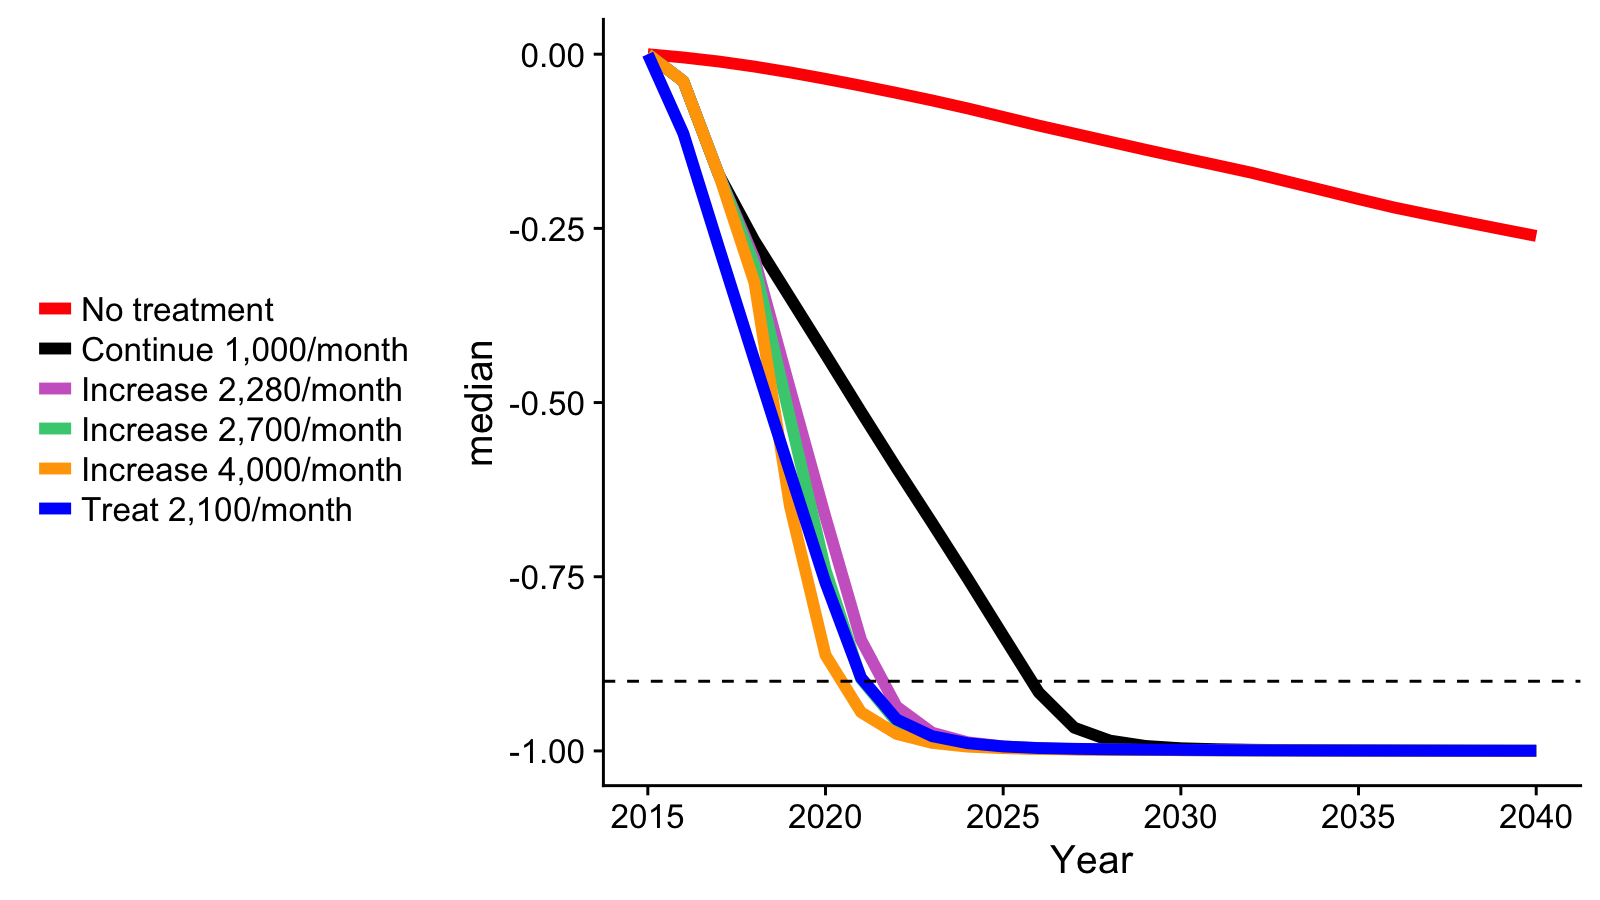 No treatment
Continue 1,000/month
Increase 2,280/month
Increase 2,700/month
Increase 4,000/month
Treat 2,100/month
median
0.00
-0.25
-0.50
-0.75
-1.00
2015 2020 2025 2030 2035 2040
Year